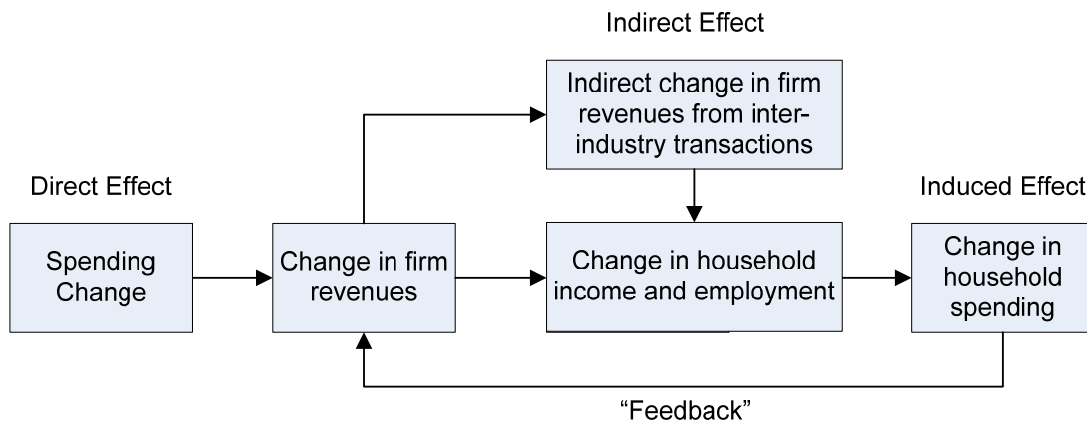 Indirect Effect
Indirect change in firm
revenues from inter-
industry transactions
Direct Effect
Induced Effect
Spending
Change
Change in firm
revenues
Change in household
income and employment
Change in
household
spending
“Feedback”